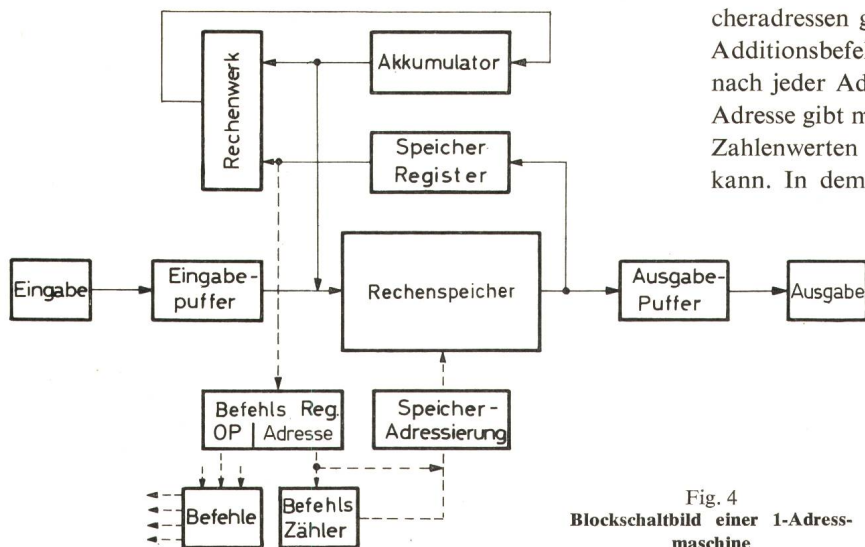 cheradressen g
Additionsbefe
nach jeder Ad
Adresse gibt m
Zahlenwerten
kann. In dem
Rechenwerk
Akkumulator
Speicher-
Register
Eingabe
Eingabe-
puffer
Rechenspeicher
Ausgabe-
Puffer
Ausgabe
Befehls Reg.
OP | Adresse
Speicher-
Adressierung
Befehle
Befehls
Zähler
Fig. 4
Blockschaltbild einer 1-Adress-
maschine